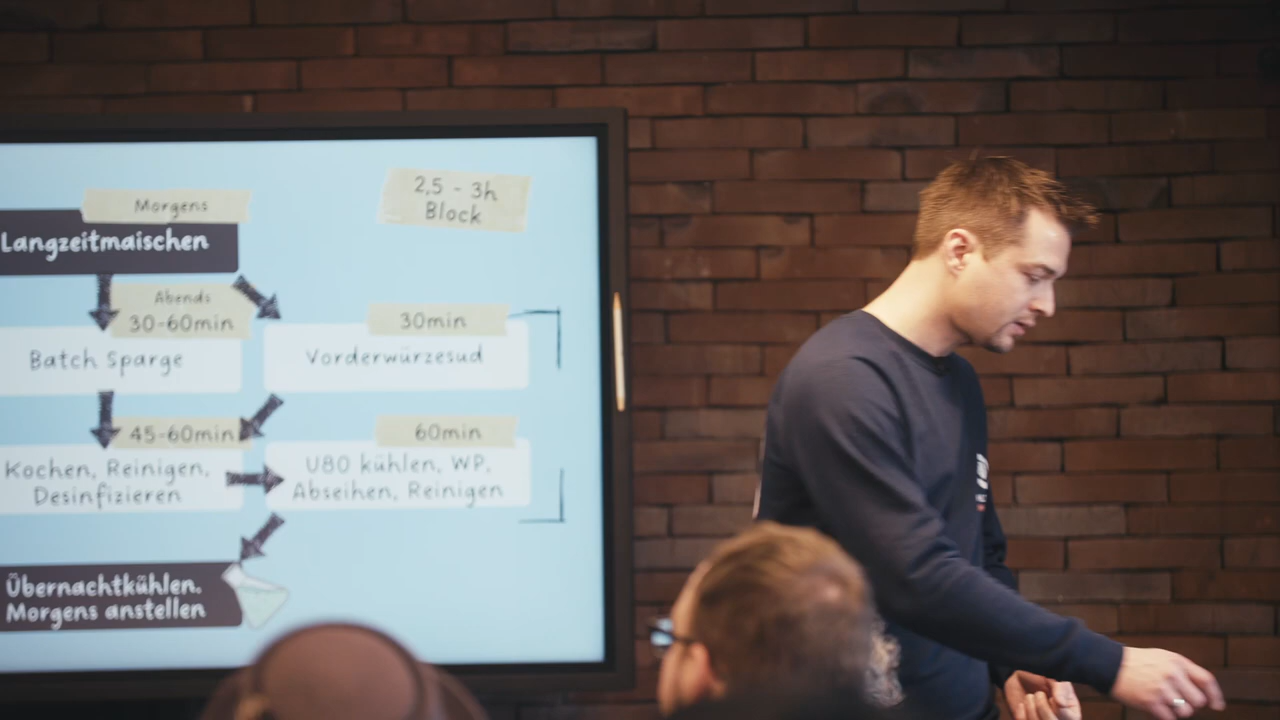 Morgens
Langzeitmaischen
2,5 - 3h
Block
Abends
30-60min
Batch Sparge
30min
Vorderwürzesud
45-60min
Kochen, Reinigen,
Desinfizieren
60min
U80 kühlen, WP,
Abseihen, Reinigen
Übernachtkühlen.
Morgens anstellen